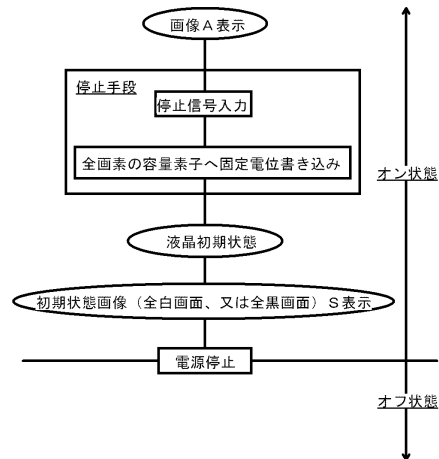 画像A表示
停止手段
停止信号入力
全画素の容量素子へ固定電位書き込み
オン状態
液晶初期状態
初期状態画像（全白画面、又は全黒画面）S表示
電源停止
オフ状態